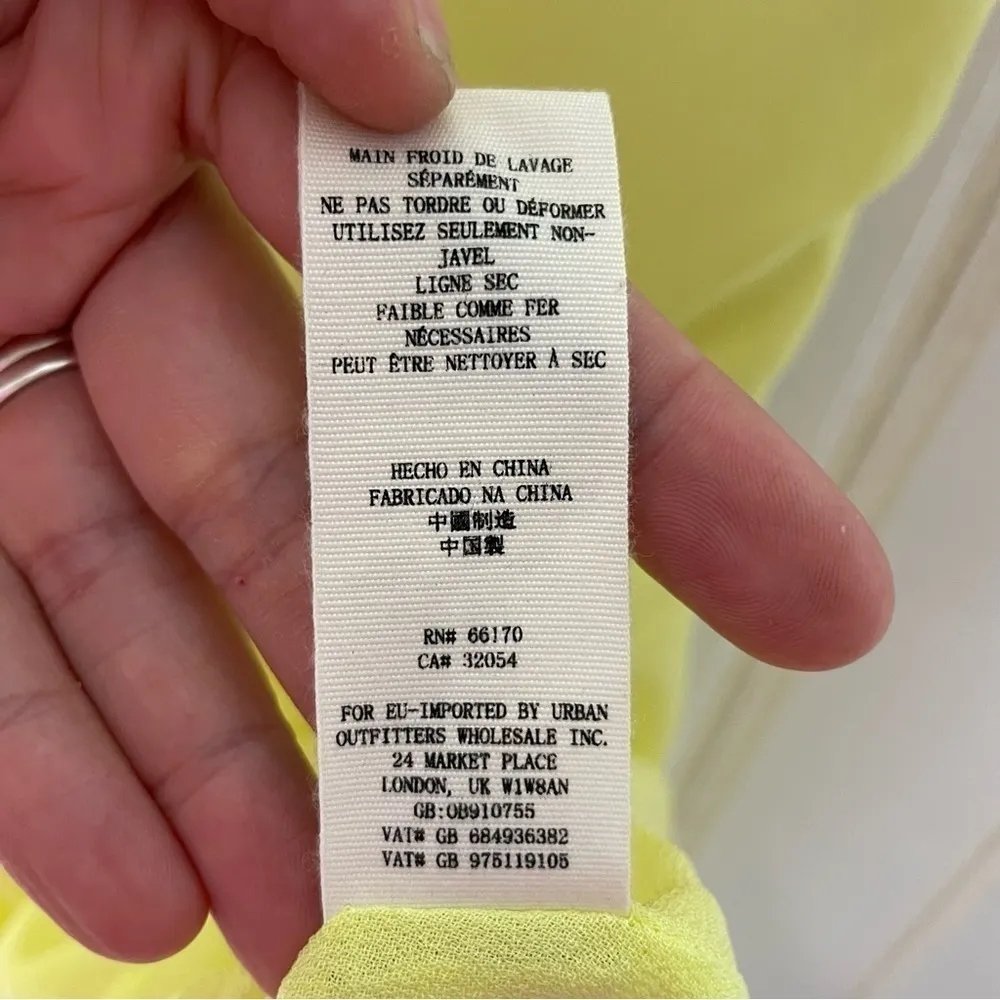 MAIN FROID DE LAVAGE
SÉPARÉMENT
NE PAS TORDRE OU DÉFORMER
UTILISEZ SEULEMENT NON-
JAVEL
LIGNE SEC
FAIBLE COMME FER
NÉCESSAIRES
PEUT ÊTRE NETTOYER À SEC
HECHO EN CHINA
FABRICADO NA CHINA
中國制造
中国製
RN# 66170
CA# 32054
FOR EU-IMPORTED BY URBAN
OUTFITTERS WHOLESALE INC.
24 MARKET PLACE
LONDON, UK W1W8AN
GB:OB910755
VAT# GB 684936382
VAT# GB 975119105